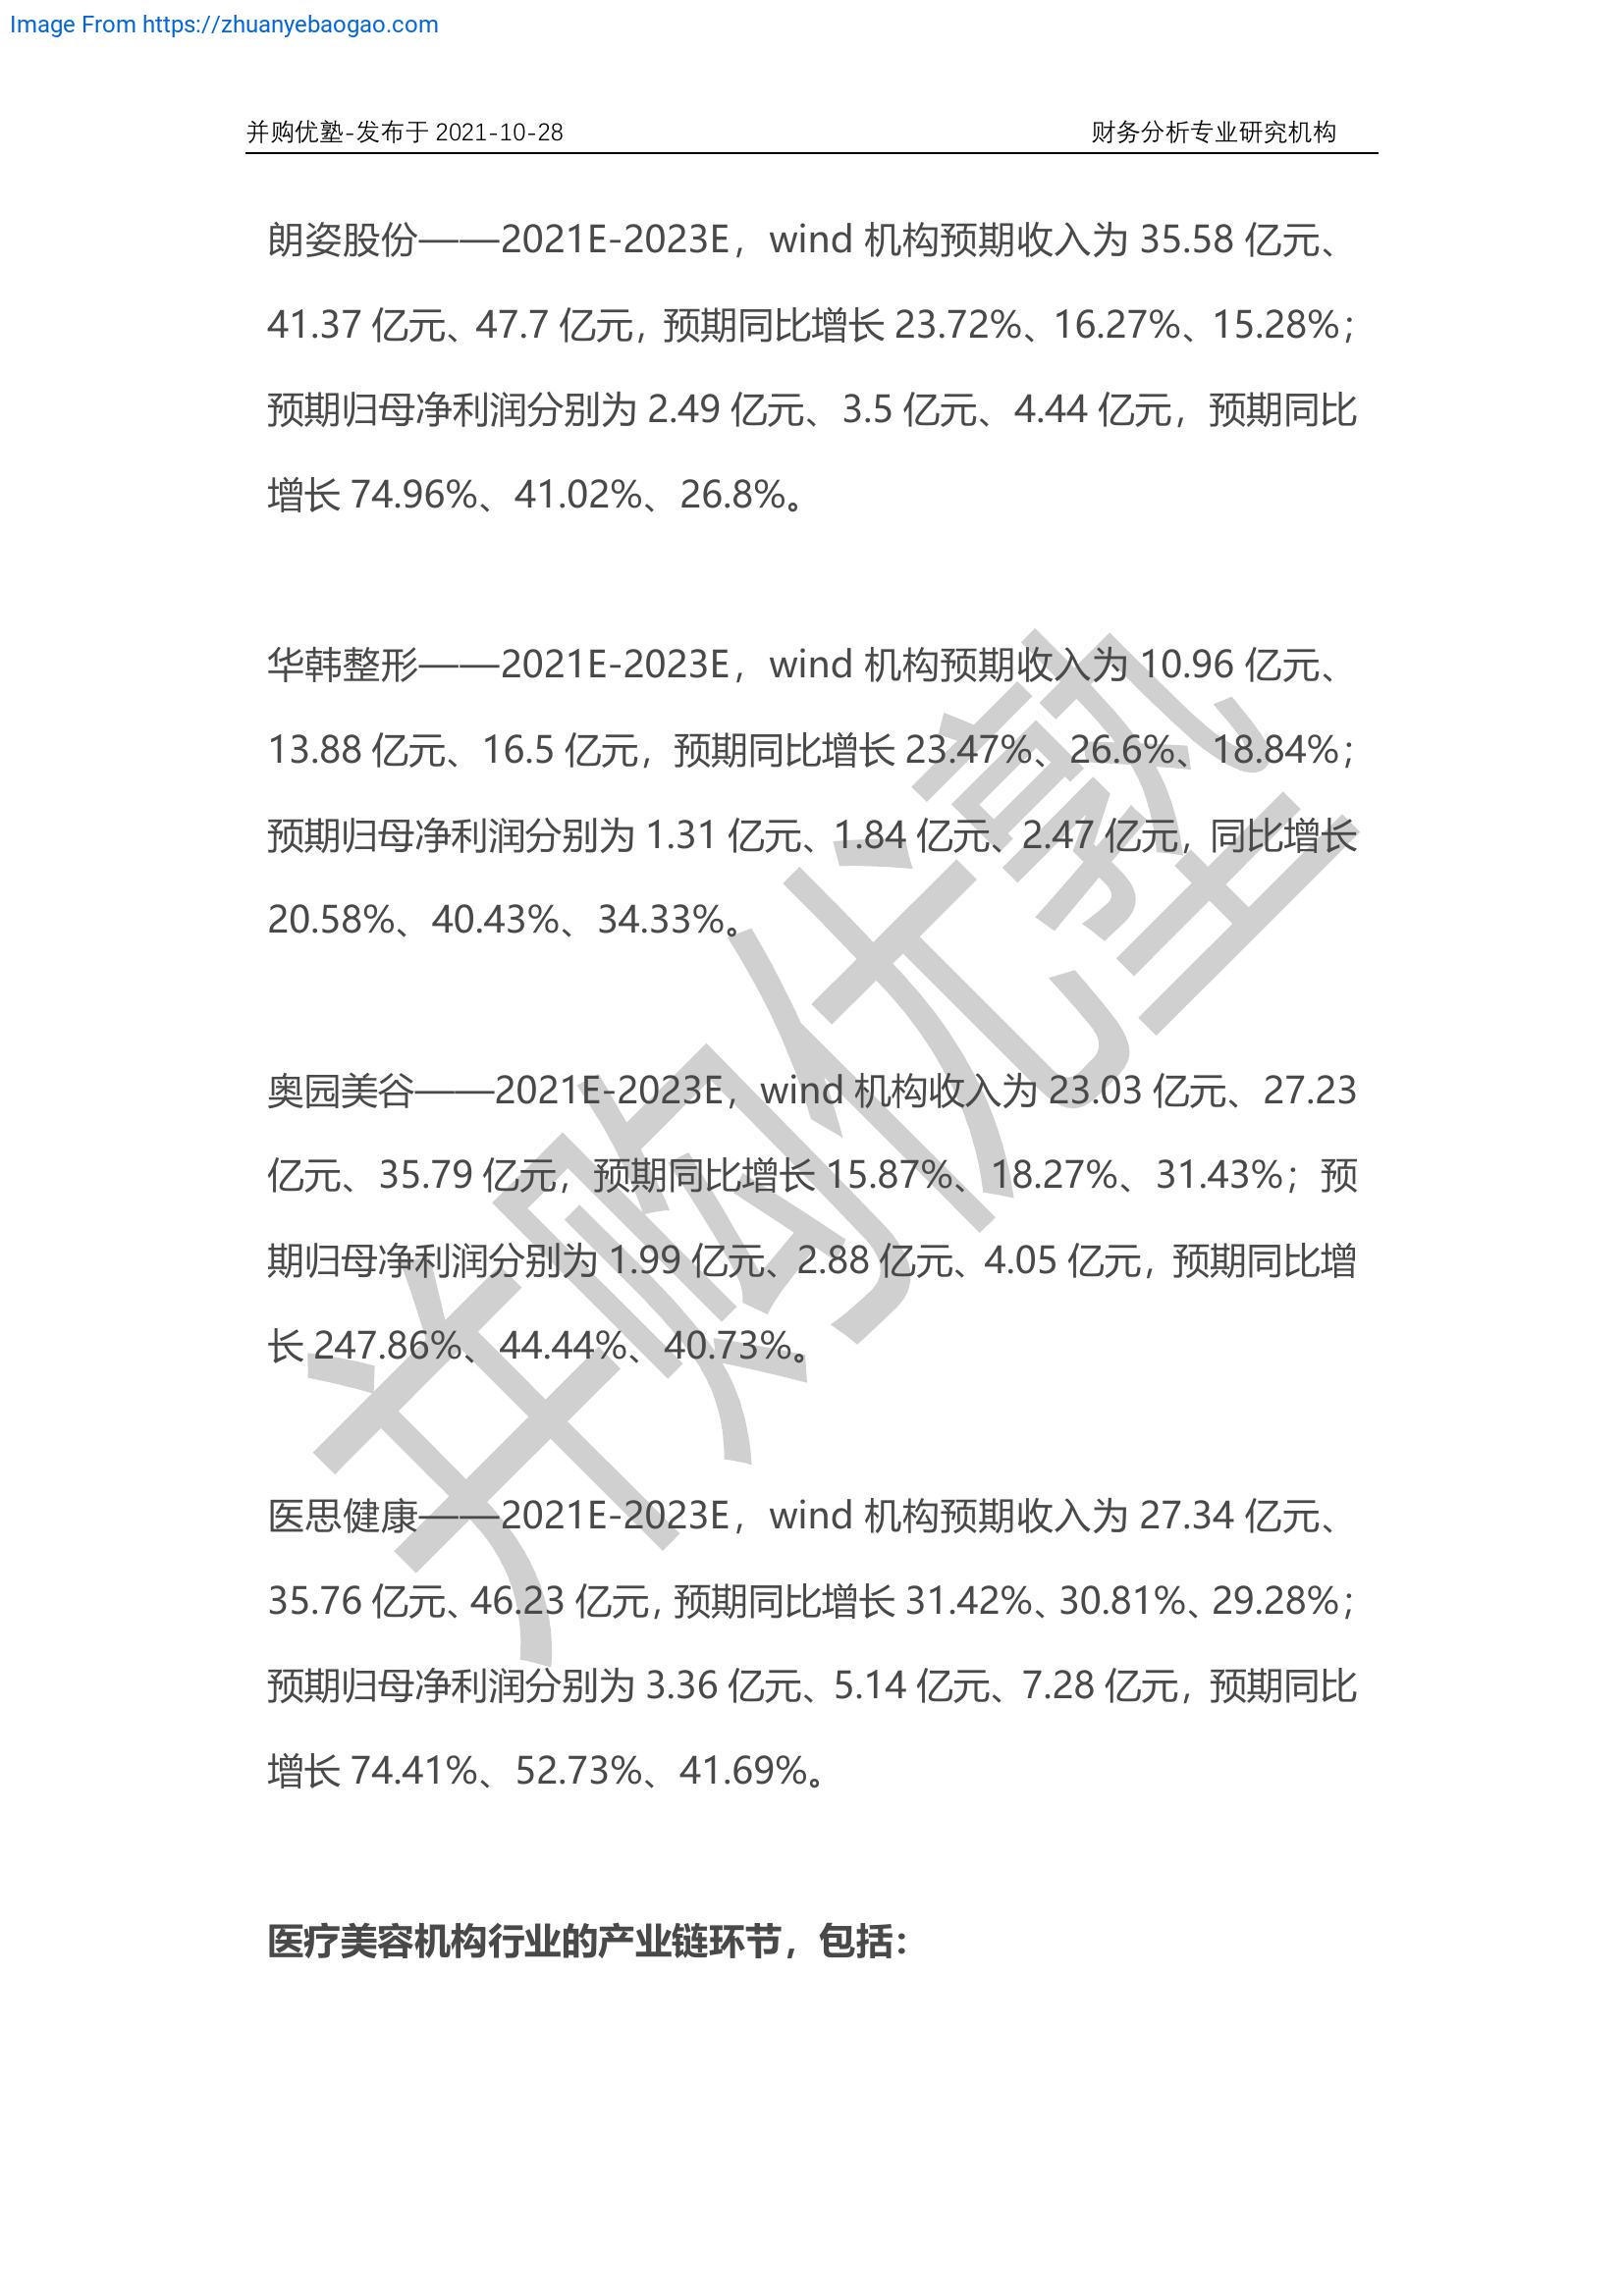 Image From https://zhuanyebaogao.com
并购优塾-发布于 2021-10-28 财务分析专业研究机构
朗姿股份——2021E-2023E，wind 机构预期收入为 35.58 亿元、
41.37 亿元、47.7 亿元，预期同比增长 23.72%、16.27%、15.28%；
预期归母净利润分别为 2.49 亿元、3.5 亿元、4.44 亿元，预期同比
增长 74.96%、41.02%、26.8%。
华韩整形——2021E-2023E，wind 机构预期收入为 10.96 亿元、
13.88 亿元、16.5 亿元，预期同比增长 23.47%、26.6%、18.84%；
预期归母净利润分别为 1.31 亿元、1.84 亿元、2.47 亿元，同比增长
20.58%、40.43%、34.33%。
奥园美谷——2021E-2023E，wind 机构收入为 23.03 亿元、27.23
亿元、35.79 亿元，预期同比增长 15.87%、18.27%、31.43%；预
期归母净利润分别为 1.99 亿元、2.88 亿元、4.05 亿元，预期同比增
长 247.86%、44.44%、40.73%。
医思健康——2021E-2023E，wind 机构预期收入为 27.34 亿元、
35.76 亿元、46.23 亿元，预期同比增长 31.42%、30.81%、29.28%；
预期归母净利润分别为 3.36 亿元、5.14 亿元、7.28 亿元，预期同比
增长 74.41%、52.73%、41.69%。
医疗美容机构行业的产业链环节，包括：
并购优塾